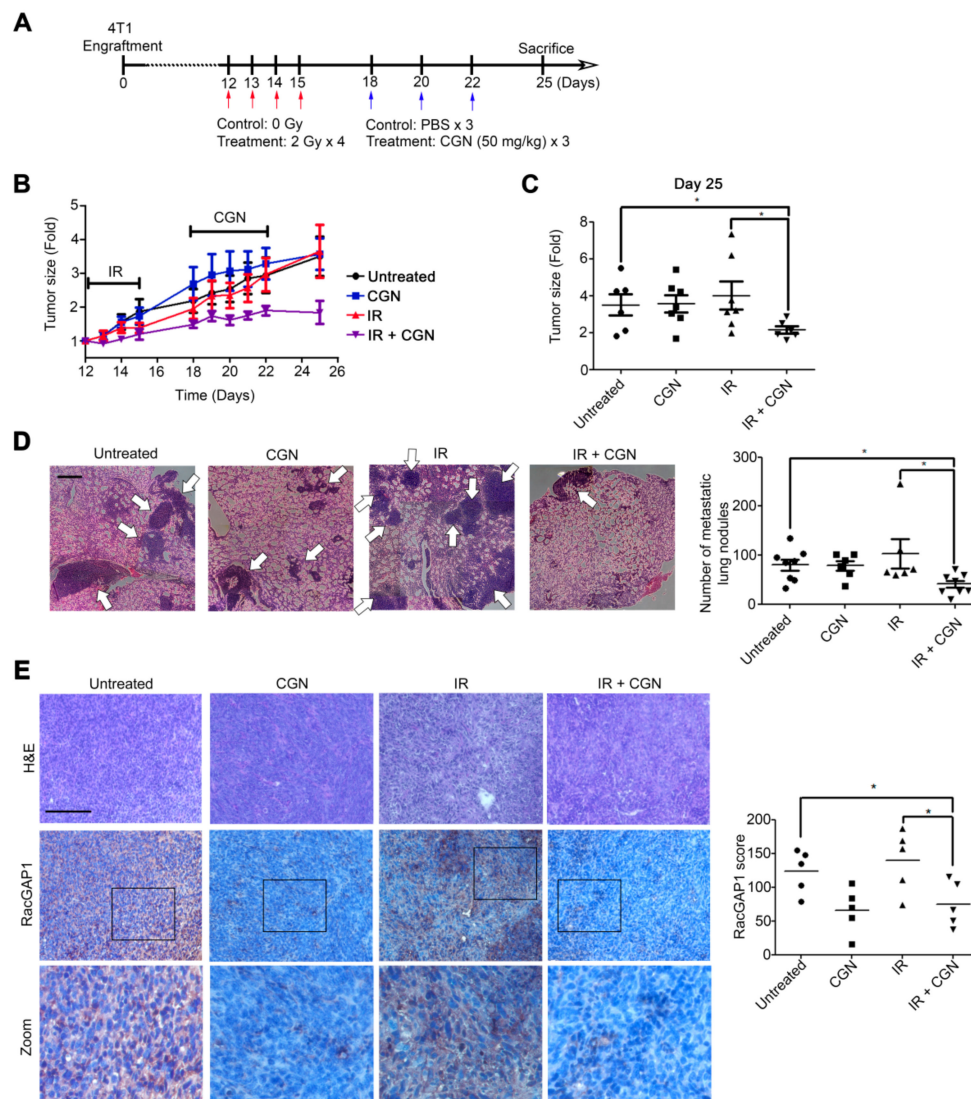 A
4T1
Engraftment
Sacrifice
0
12
13
14
15
18
20
22
25 (Days)
Control: 0 Gy
Treatment: 2 Gy x 4
Control: PBS x 3
Treatment: CGN (50 mg/kg) x 3
B
Tumor size (Fold)
5
4
3
2
1
IR
CGN
Untreated
CGN
IR
IR + CGN
12 14 16 18 20 22 24 26
Time (Days)
C
Day 25
*
*
Tumor size (Fold)
8
6
4
2
0
Untreated
CGN
IR
IR + CGN
D
Untreated
CGN
IR
IR + CGN
Number of metastatic
lung nodules
300
200
100
0
*
*
Untreated
CGN
IR
IR + CGN
E
Untreated
CGN
IR
IR + CGN
H&E
RacGAP1
Zoom
RacGAP1 score
200
150
100
50
0
*
*
Untreated
CGN
IR
IR + CGN